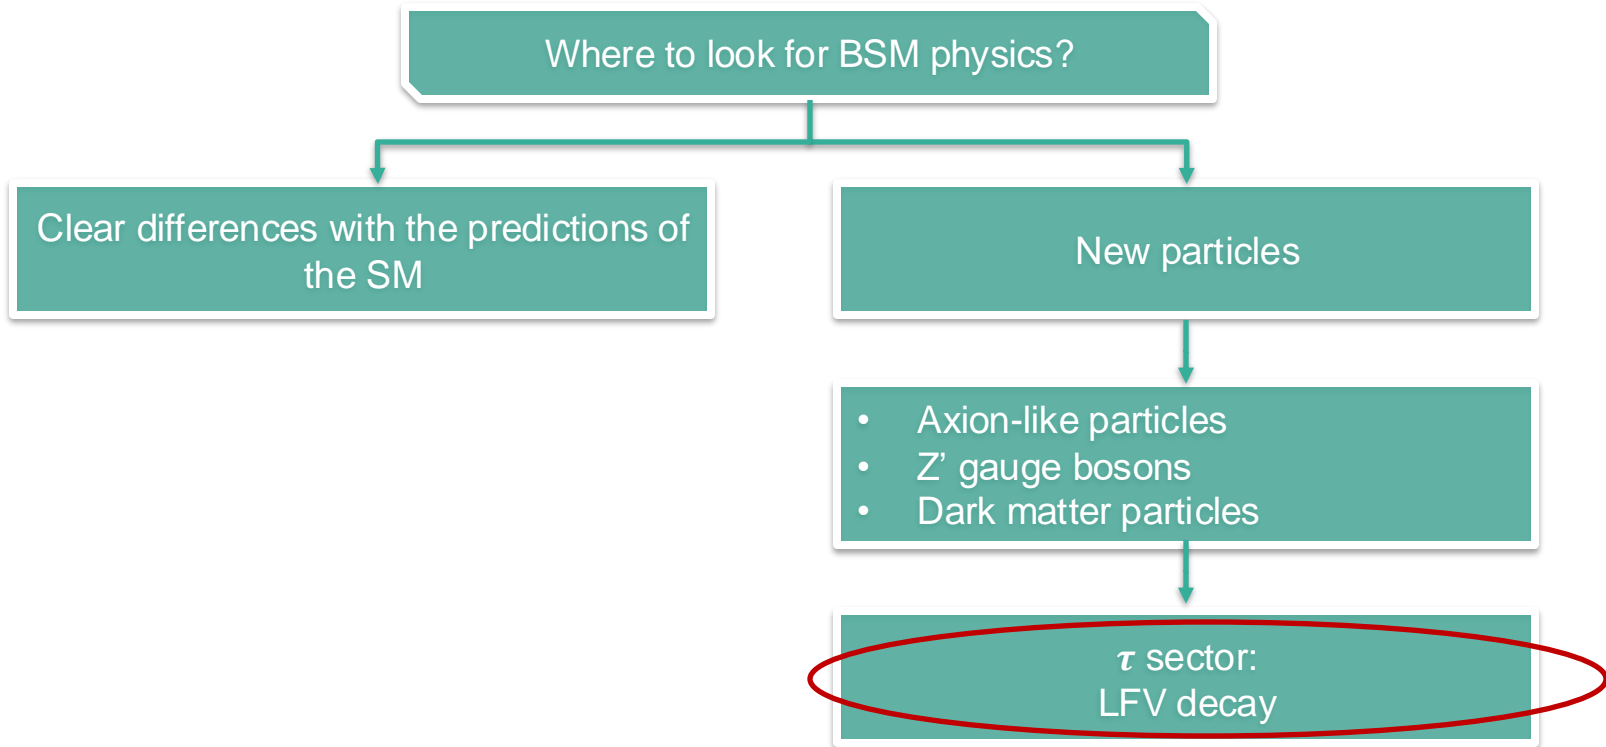 Where to look for BSM physics?
Clear differences with the predictions of
the SM
New particles
• Axion-like particles
• Z’ gauge bosons
• Dark matter particles
τ sector:
LFV decay